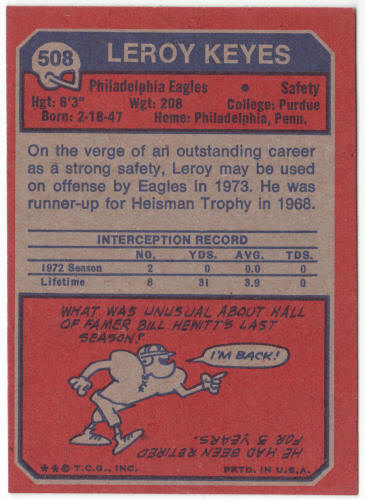 508
LEROY KEYES
Philadelphia Eagles • Safety
Hgt: 6'3" Wgt: 208 College: Purdue
Born: 2-18-47 Home: Philadelphia, Penn.
On the verge of an outstanding career
as a strong safety, Leroy may be used
on offense by Eagles in 1973. He was
runner-up for Heisman Trophy in 1968.
INTERCEPTION RECORD
NO. YDS. AVG. TDS.
1972 Season 2 0 0 0
Lifetime 8 31 3.9 0
WHAT WAS UNUSUAL ABOUT HALL
OF FAMER BILL HEWITT'S LAST
SEASON?
I'M BACK!
HE HAD BEEN RETIRED
FOR 3 YEARS.
**© T.C.G., INC. PRTD. IN U.S.A.